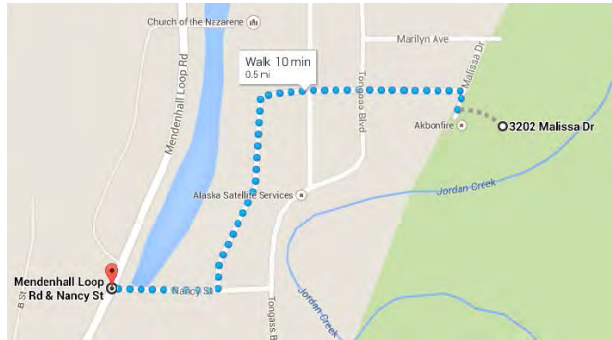 Church of the Nazarene
Marilyn Ave
Walk 10 min
0.5 mi
Mendenhall Loop Rd
Malissa Dr
Tongass Blvd
Akbonfire
3202 Malissa Dr
Alaska Satellite Services
Jordan Creek
Mendenhall Loop
Rd & Nancy St
Nancy St
B St
Tongass Blvd
Jordan Creek